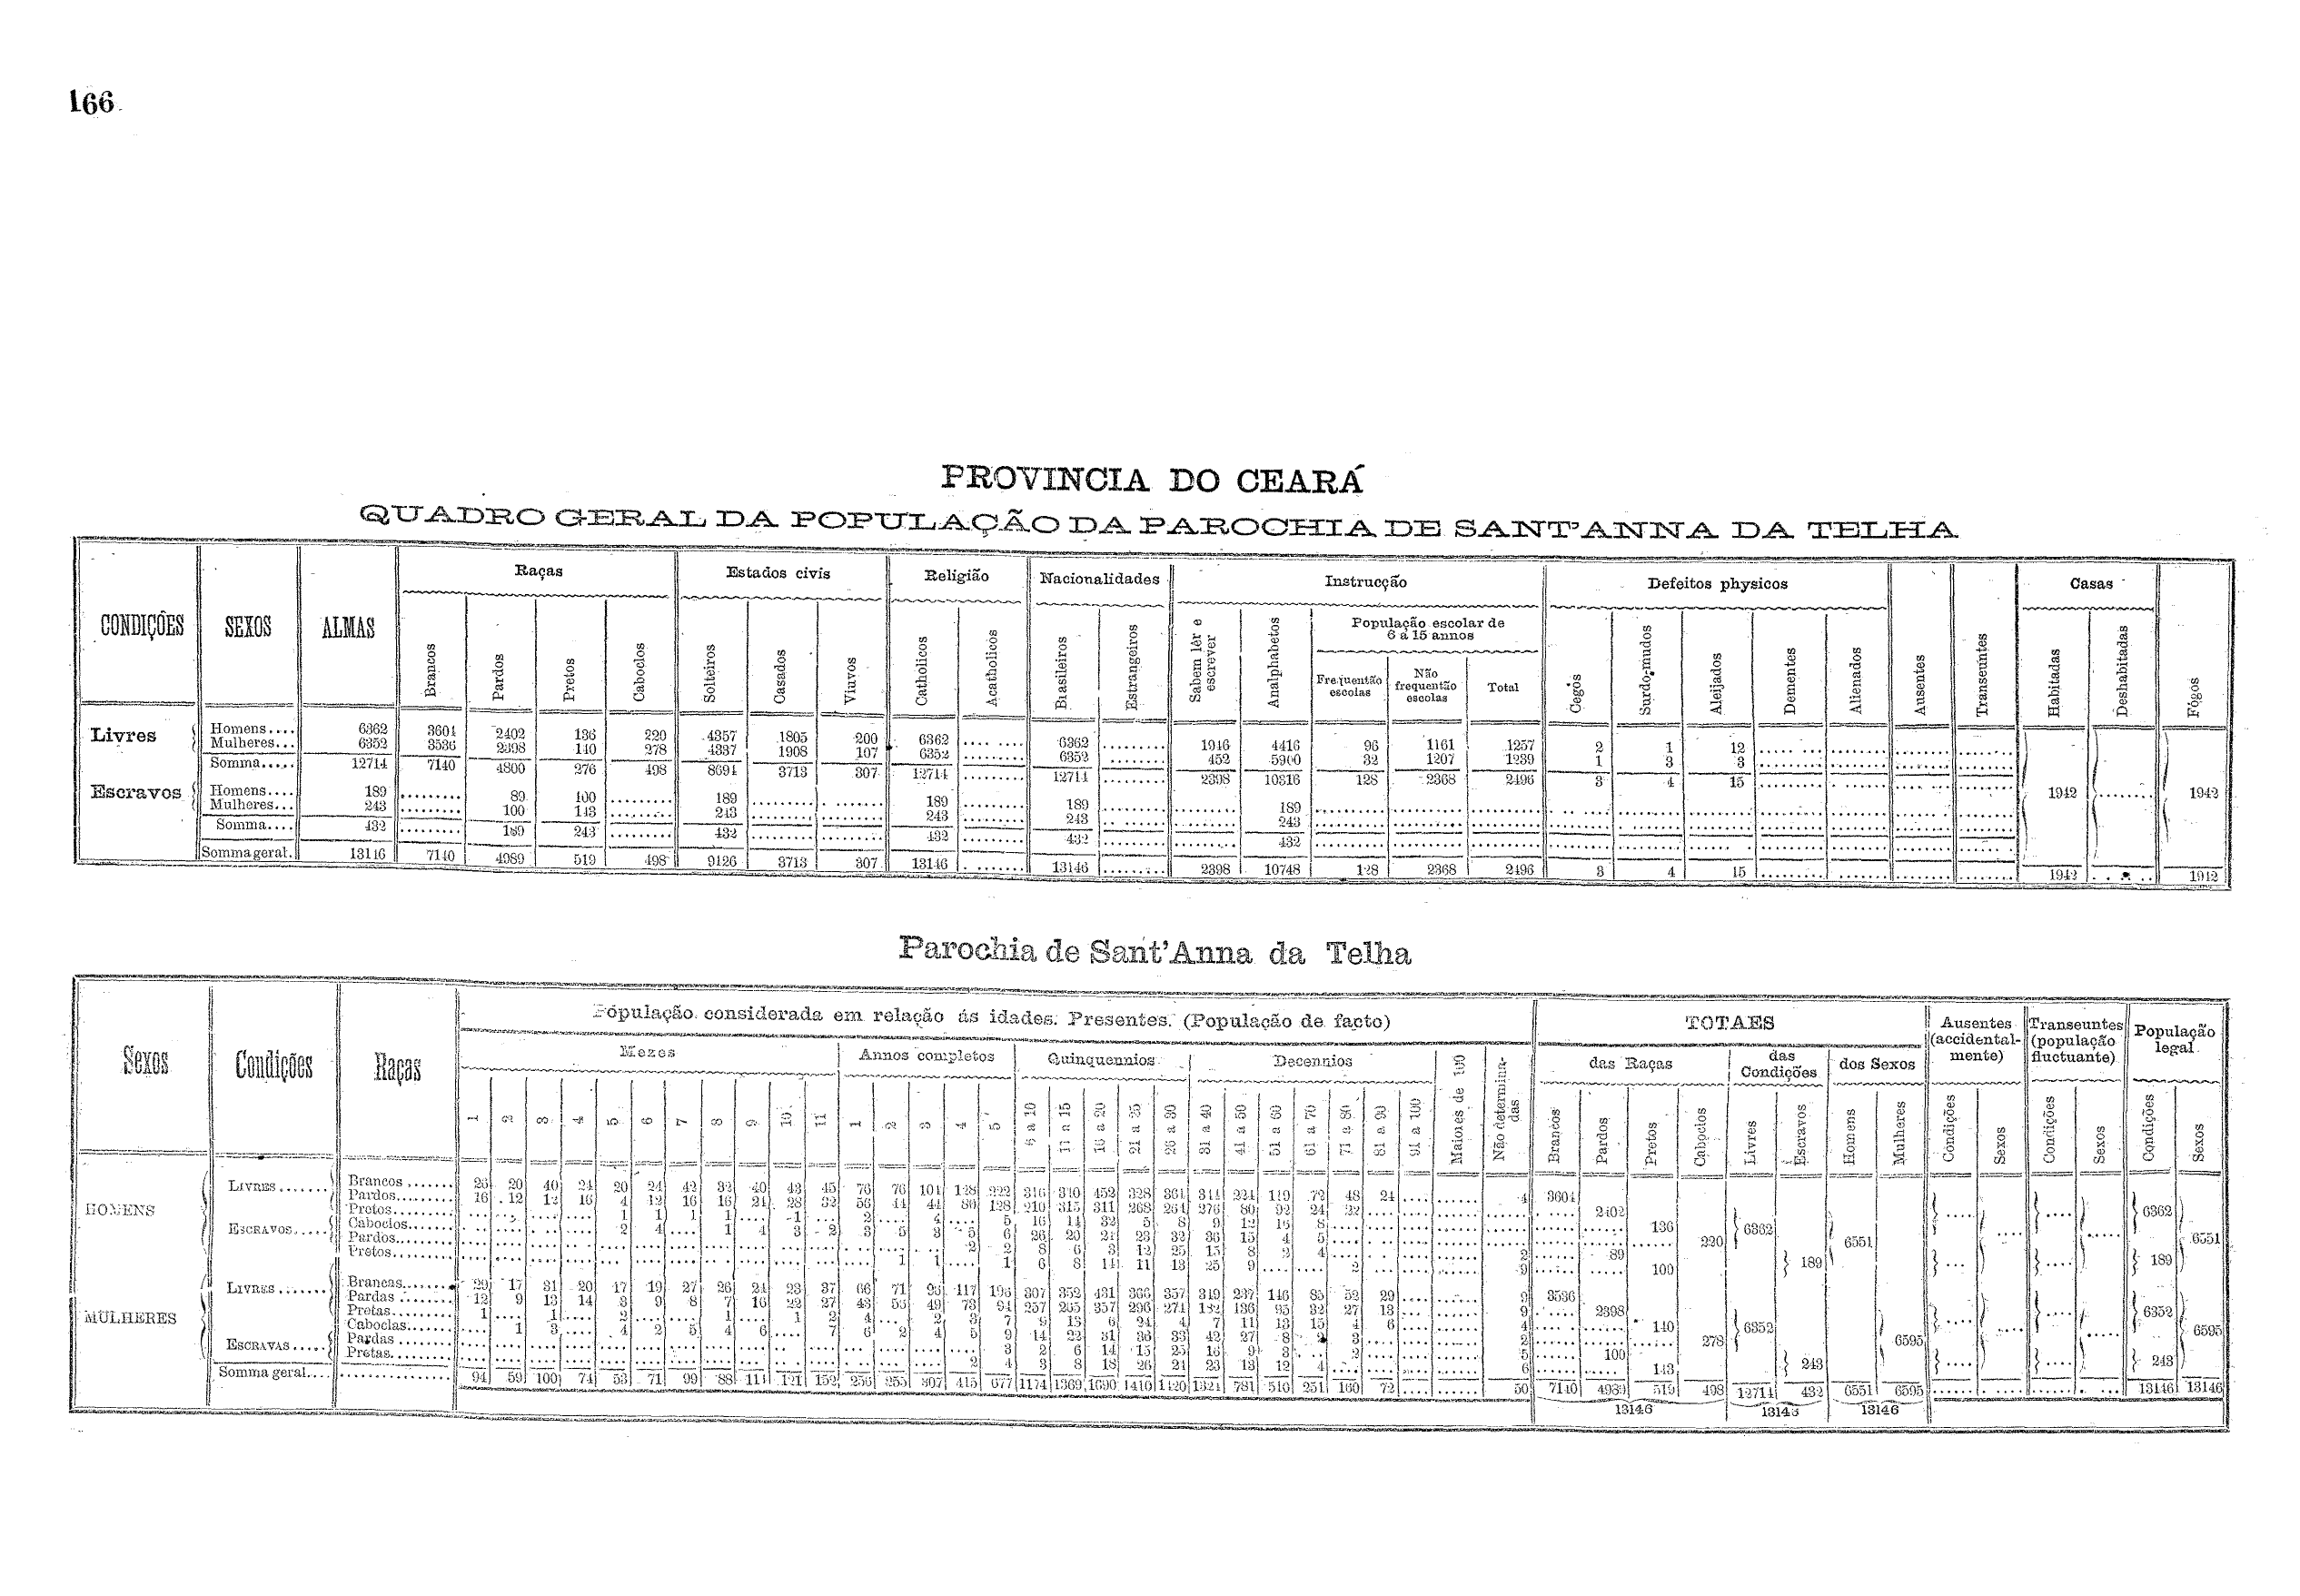 166
PROVINCIA DO CEARÁ
QUADRO GERAL DA POPULAÇÃO DA PAROCHIA DE SANT'ANNA DA TELHA
CONDIÇÕES SEXOS ALMAS Raças Estados civis Religião Nacionalidades Instrucção Defeitos physicos Ausentes Transeuntes Casas Fógos
Brancos Pardos Pretos Caboclos Solteiros Casados Viuvos Catholicos Acatholicos Brasileiros Estrangeiros Sabem lêr e escrever Analphabetos População escolar de 6 á 15 annos Cegos Surdo-mudos Aleijados Dementes Alienados Habitadas Deshabitadas
Frequentão escolas Não frequentão escolas Total
Livres Homens.... 6362 3604 2402 136 220 4357 1805 200 6362 6362 1946 4416 96 1161 1257 2 1 12
Mulheres... 6352 3536 2398 140 278 4337 1908 107 6352 6352 452 5900 32 1207 1239 1 3 3
Somma..... 12714 7140 4800 276 498 8694 3713 307 12714 12714 2398 10316 128 2368 2496 3 4 15
Escravos Homens.... 189 89 100 189 189 189 189 1942 1942
Mulheres... 243 100 143 243 243 243 243
Somma.... 432 189 243 432 432 432 432
Somma geral. 13146 7140 4989 519 498 9126 3713 307 13146 13146 2398 10748 128 2368 2496 3 4 15 1942 1942
Parochia de Sant'Anna da Telha
Sexos Condições Raças População considerada em relação ás idades. Presentes. (População de facto) TOTAES Ausentes (accidentalmente) Transeuntes (população fluctuante) População legal
Mezes Annos completos Quinquennios Decennios Maiores de 100 Não determinadas das Raças das Condições dos Sexos
1 2 3 4 5 6 7 8 9 10 11 1 2 3 4 5 6 a 10 11 a 15 16 a 20 21 a 25 26 a 30 31 a 40 41 a 50 51 a 60 61 a 70 71 a 80 81 a 90 91 a 100 Brancos Pardos Pretos Caboclos Livres Escravos Homens Mulheres Condições Sexos Condições Sexos Condições Sexos
HOMENS LIVRES....... Brancos ....... 20 40 24 20 24 42 32 40 43 45 76 76 101 128 222 316 452 328 361 344 119 72 48 24 4 3604
Pardos........ 16 12 12 16 4 12 16 16 28 32 56 44 44 128 210 315 311 268 264 276 80 92 24 2402
Pretos....... 1 1 1 1 1 2 4 5 16 14 32 5 8 9 12 16 8 136 6362 6362
ESCRAVOS..... Caboclos....... 2 4 1 4 3 2 3 5 3 5 6 26 20 32 36 15 4 5 220 6551 6551
Pardos........ 2 2 8 6 3 12 25 15 8 2 4 2 89 189 189
Pretos......... 1 1 1 6 8 14 11 13 25 9 2 9 100
MULHERES LIVRES....... Brancas....... 17 31 20 17 19 27 26 24 23 37 66 71 117 307 352 431 366 357 319 237 146 85 52 29 9 3536
Pardas ....... 12 9 13 14 3 9 8 7 16 22 27 43 49 73 94 257 265 357 296 274 182 136 95 32 27 13 9 2398
Pretas........ 1 1 2 1 1 2 4 2 3 7 9 13 6 24 4 7 11 13 15 4 6 4 140 6352 6352
Caboclas....... 1 3 4 2 5 4 6 7 6 2 4 5 9 14 31 36 33 42 27 8 3 2 278 6595 6595
ESCRAVAS..... Pardas ........ 3 2 6 14 15 25 16 9 3 2 5 100 243 243
Pretas......... 2 4 3 8 18 26 21 23 13 12 4 6 143
Somma geral.... 94 59 100 74 53 71 99 88 111 121 152 256 255 307 415 677 1174 1369 1690 1410 1420 1321 781 510 251 160 72 50 7140 4989 519 498 12714 432 6551 6595 13146 13146
13146 13146 13146